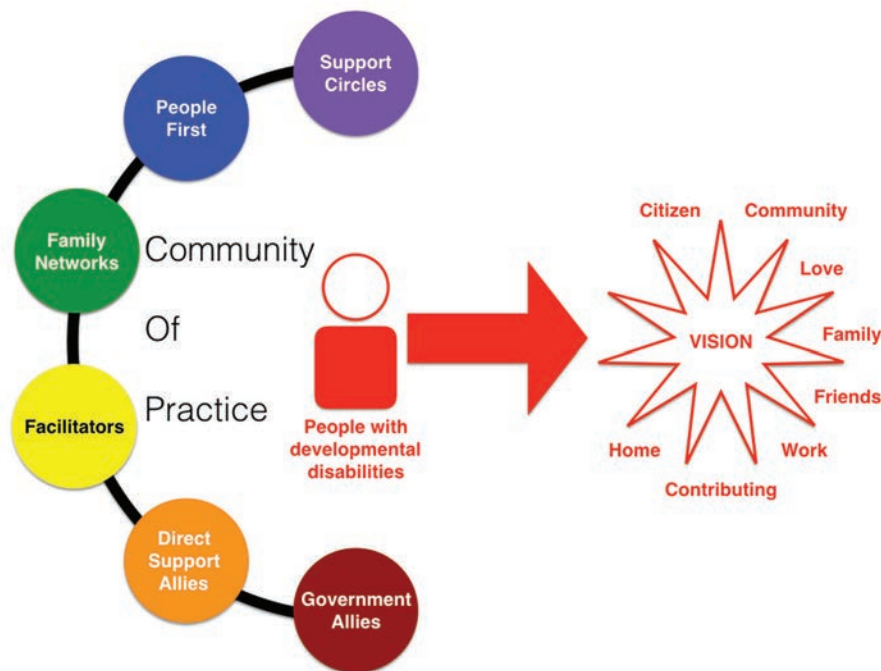 Support
Circles
People
First
Family
Networks
Facilitators
Direct
Support
Allies
Government
Allies
Community
Of
Practice
People with
developmental
disabilities
VISION
Citizen
Community
Love
Family
Friends
Work
Contributing
Home